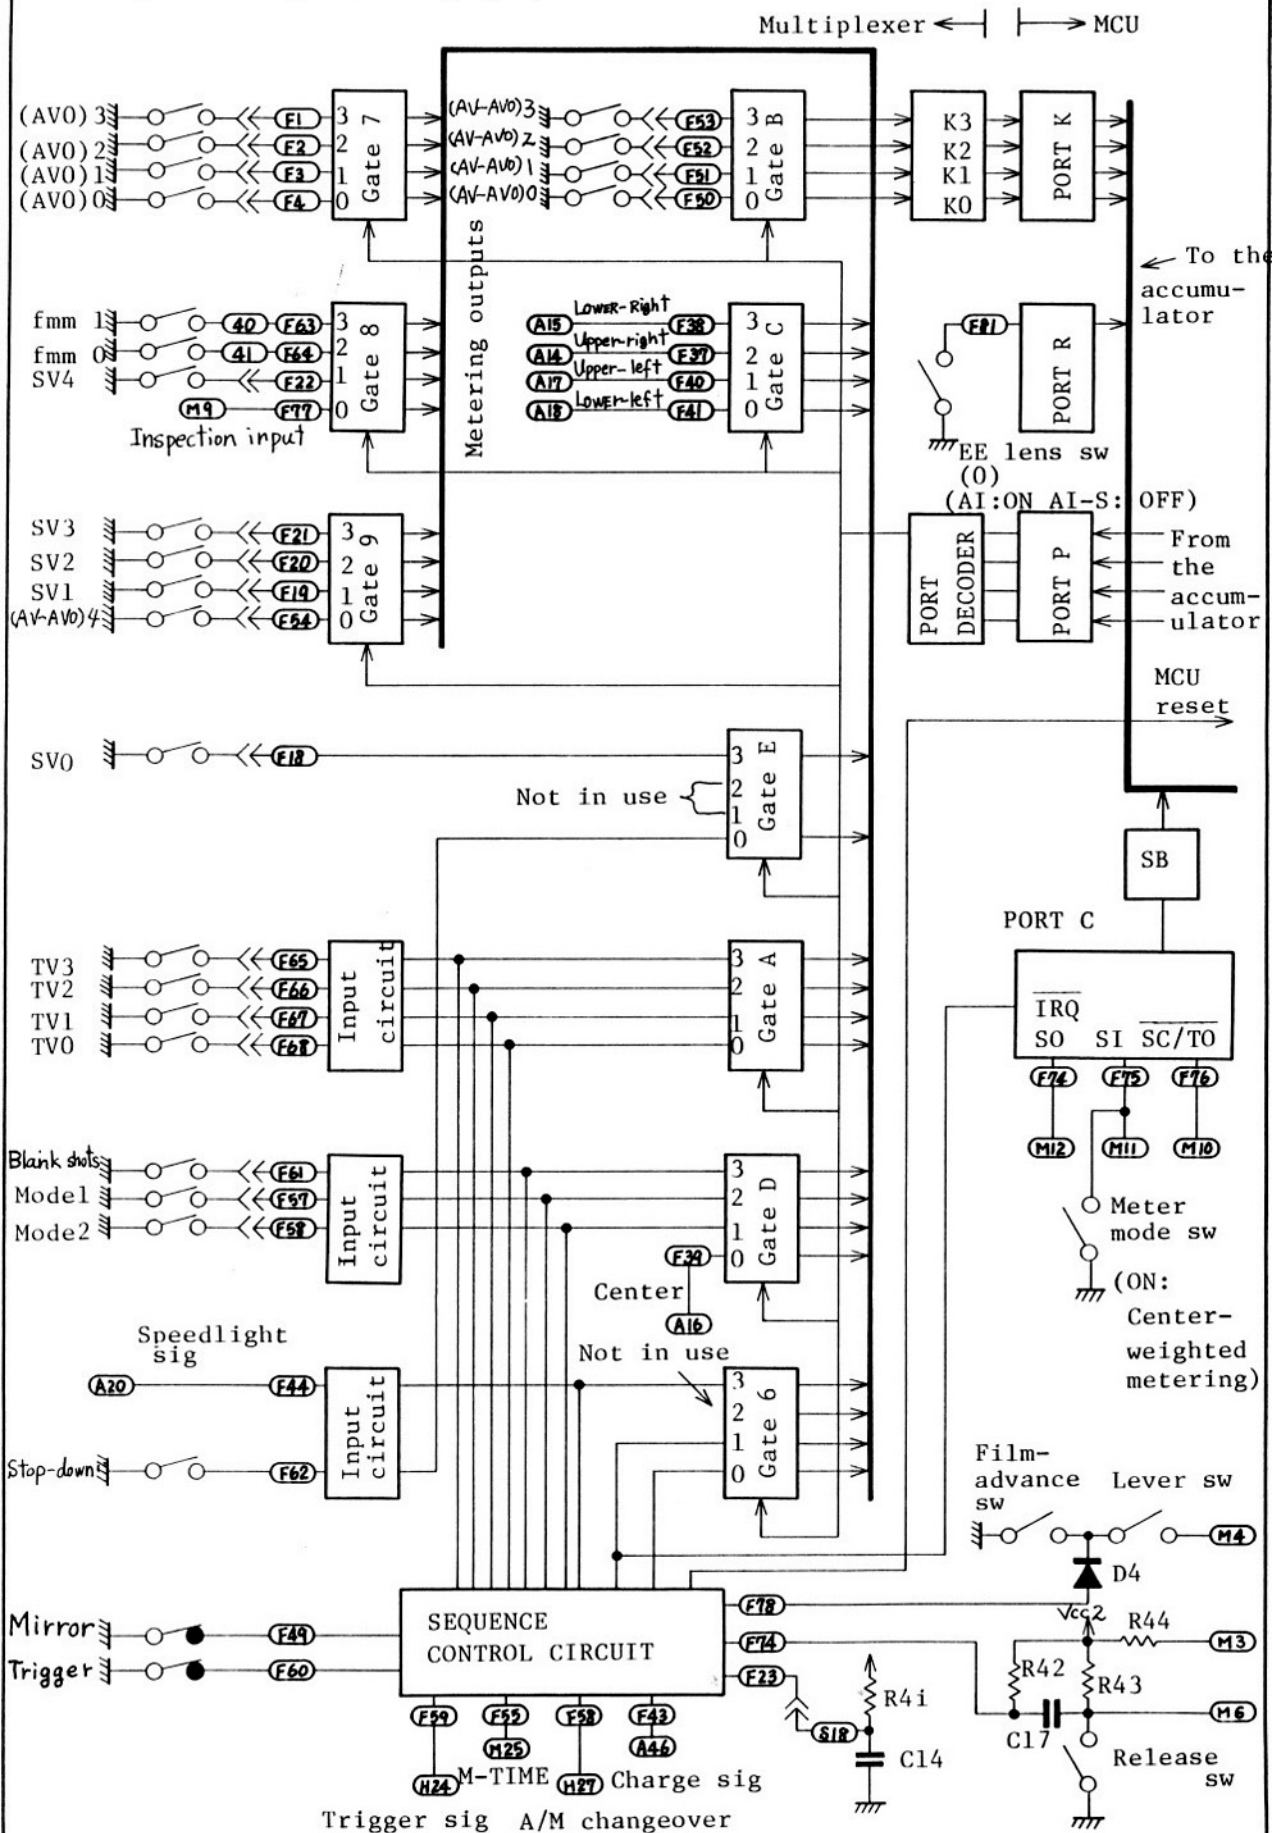 Multiplexer MCU
(AV0)3 F1 3
(AV0)2 F2 2
(AV0)1 F3 1
(AV0)0 F4 0
Gate 7
(AV-AV0)3 F53 3
(AV-AV0)2 F52 2
(AV-AV0)1 F51 1
(AV-AV0)0 F50 0
Gate B
K3
K2
K1
K0
PORT K
Metering outputs
To the
accumu-
lator
fmm 1 40 F63 3
fmm 0 41 F64 2
SV4 F22 1
M9 F77 0
Gate 8
Inspection input
A15 Lower-Right F38 3
A14 Upper-right F37 2
A17 Upper-left F40 1
A18 Lower-left F41 0
Gate C
F81
PORT R
EE lens sw
(0)
(AI:ON AI-S: OFF)
SV3 F21 3
SV2 F20 2
SV1 F19 1
(AV-AV0)4 F54 0
Gate 9
PORT
DECODER
PORT P
From
the
accum-
ulator
MCU
reset
SV0 F18 3
Not in use 2
1
0
Gate E
SB
PORT C
IRQ
SO SI SC/TO
F74 F75 F76
M12 M11 M10
TV3 F65 3
TV2 F66 2
TV1 F67 1
TV0 F68 0
Input
circuit
Gate A
Blank shots F61 3
Mode1 F57 2
Mode2 F58 1
Input
circuit
F39 0
Gate D
Center
A16
Meter
mode sw
(ON:
Center-
weighted
metering)
Speedlight
sig
A20 F44
Stop-down F62
Input
circuit
Not in use
3
2
1
0
Gate 6
Film-
advance
sw
Lever sw
M4
D4
Vcc2
Mirror F49
Trigger F60
SEQUENCE
CONTROL CIRCUIT
F78
F74
F23
R44 M3
R42 R43
R4i
S18
C14
C17
M6
Release
sw
F59 F55 F58 F43
M25 A46
H24 M-TIME H27 Charge sig
Trigger sig A/M changeover